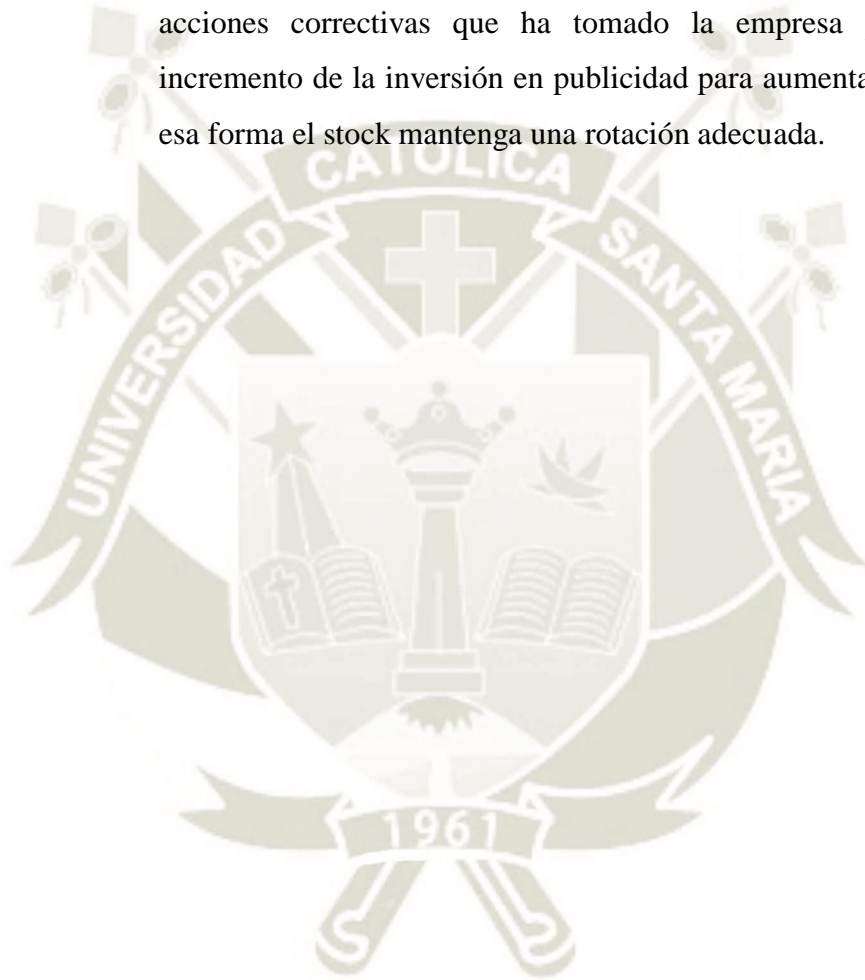 acciones correctivas que ha tomado la empresa
incremento de la inversión en publicidad para aumenta
esa forma el stock mantenga una rotación adecuada.
UNIVERSIDAD CATOLICA SANTA MARIA
1961